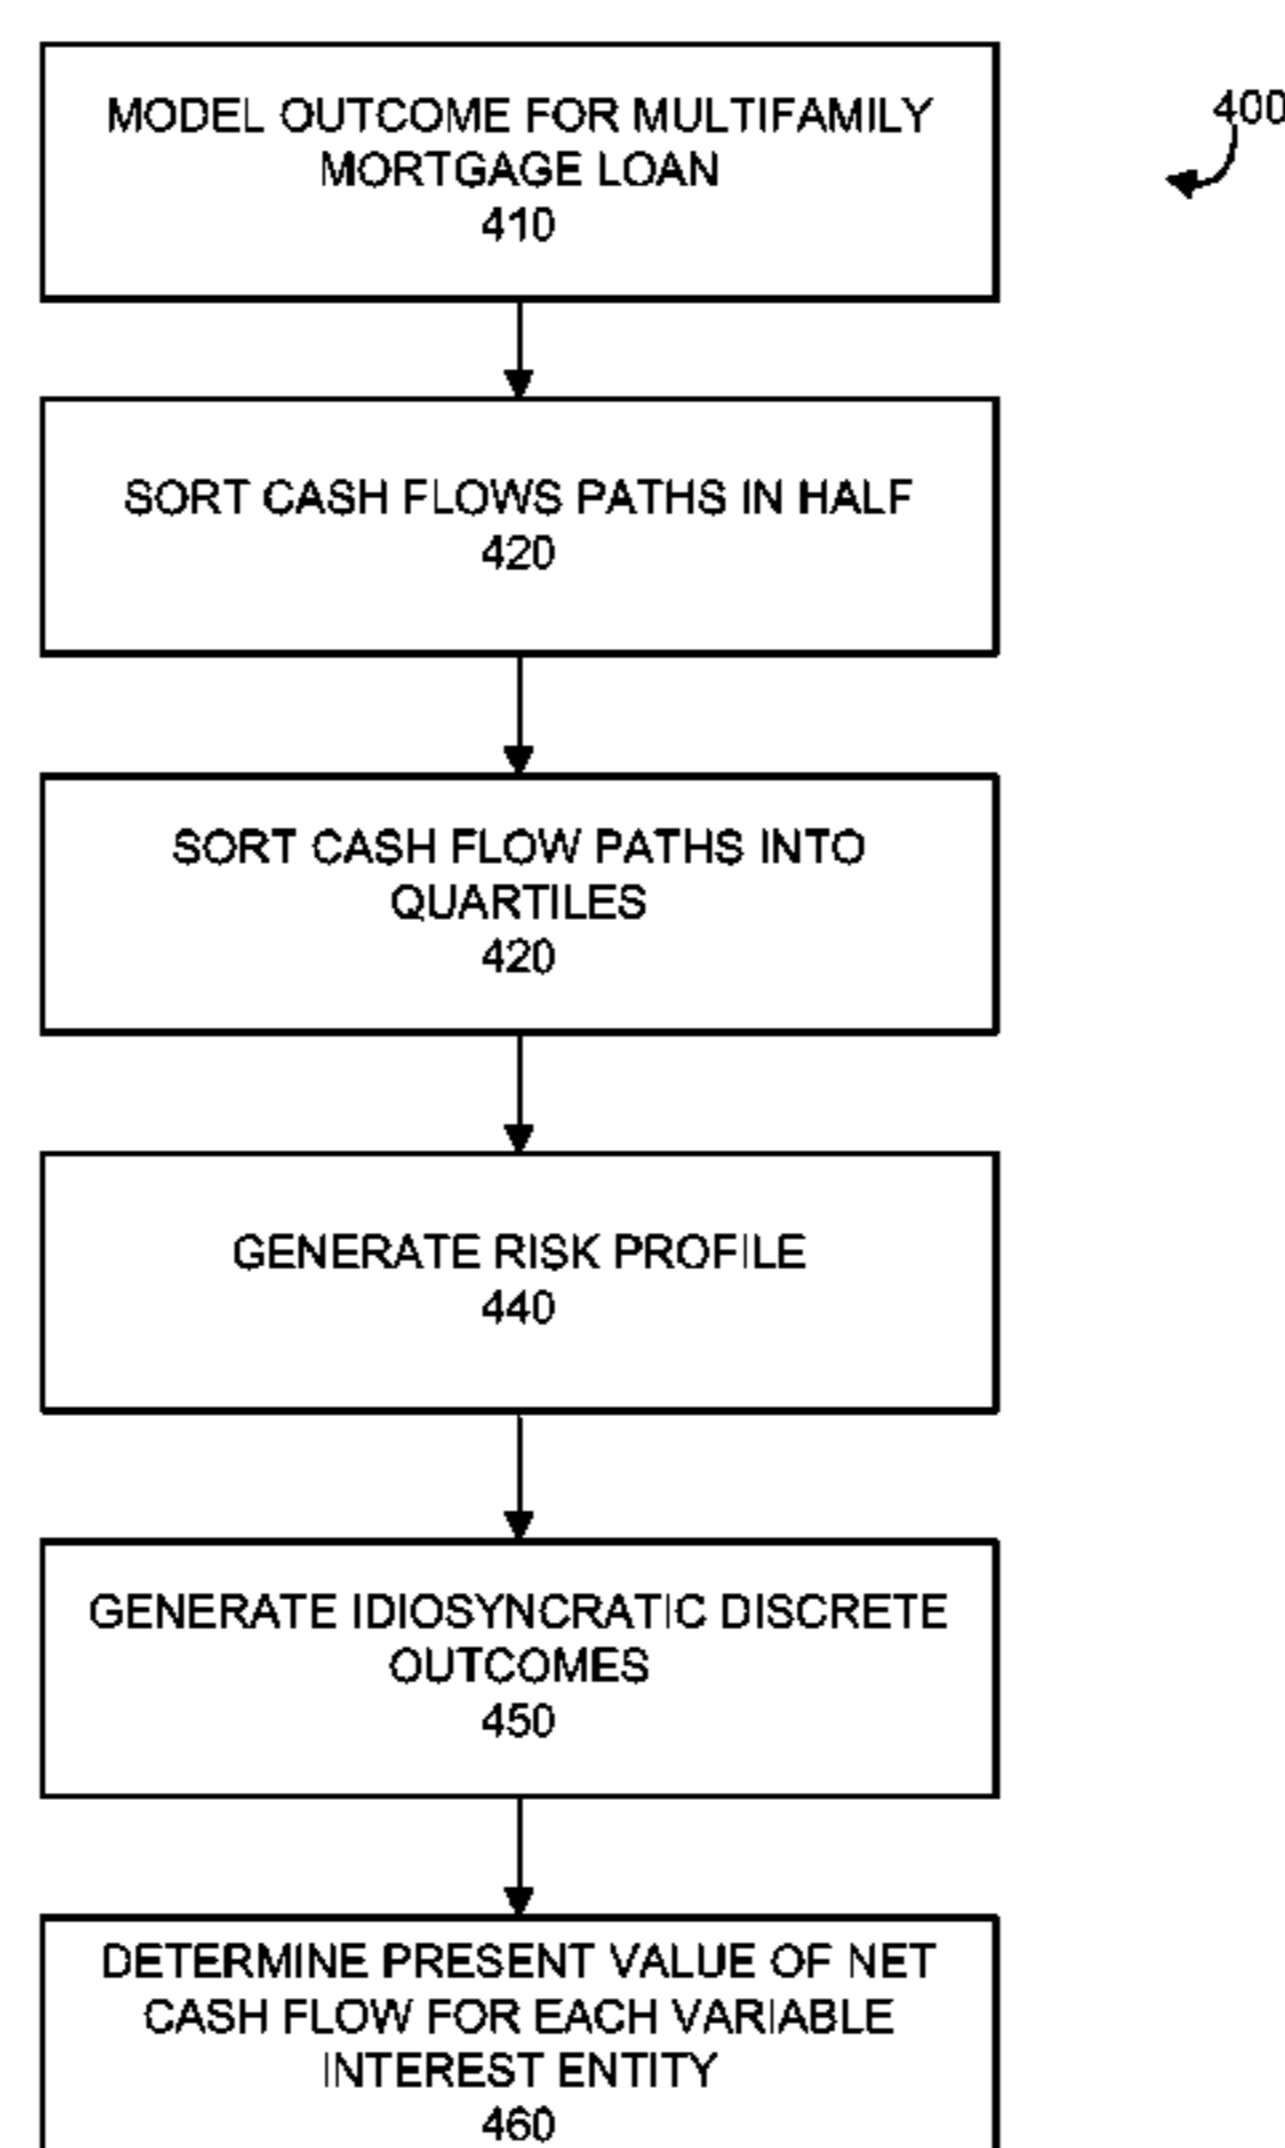 MODEL OUTCOME FOR MULTIFAMILY
MORTGAGE LOAN
410
400
SORT CASH FLOWS PATHS IN HALF
420
SORT CASH FLOW PATHS INTO
QUARTILES
420
GENERATE RISK PROFILE
440
GENERATE IDIOSYNCRATIC DISCRETE
OUTCOMES
450
DETERMINE PRESENT VALUE OF NET
CASH FLOW FOR EACH VARIABLE
INTEREST ENTITY
460